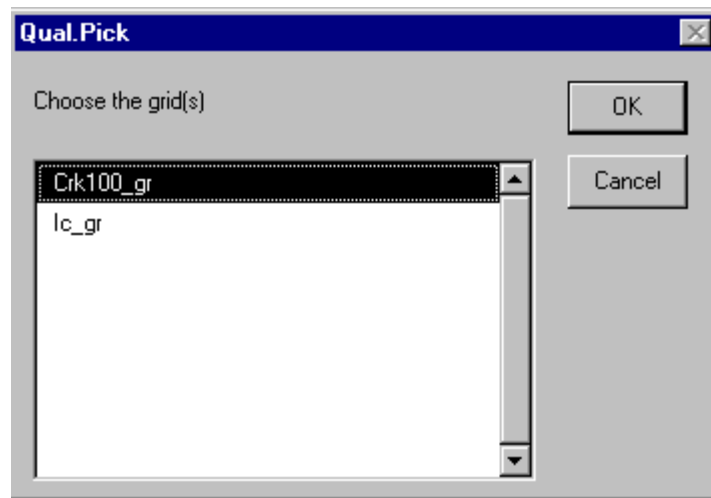 Qual.Pick
Choose the grid(s)
OK
Crk100_gr
Cancel
lc_gr